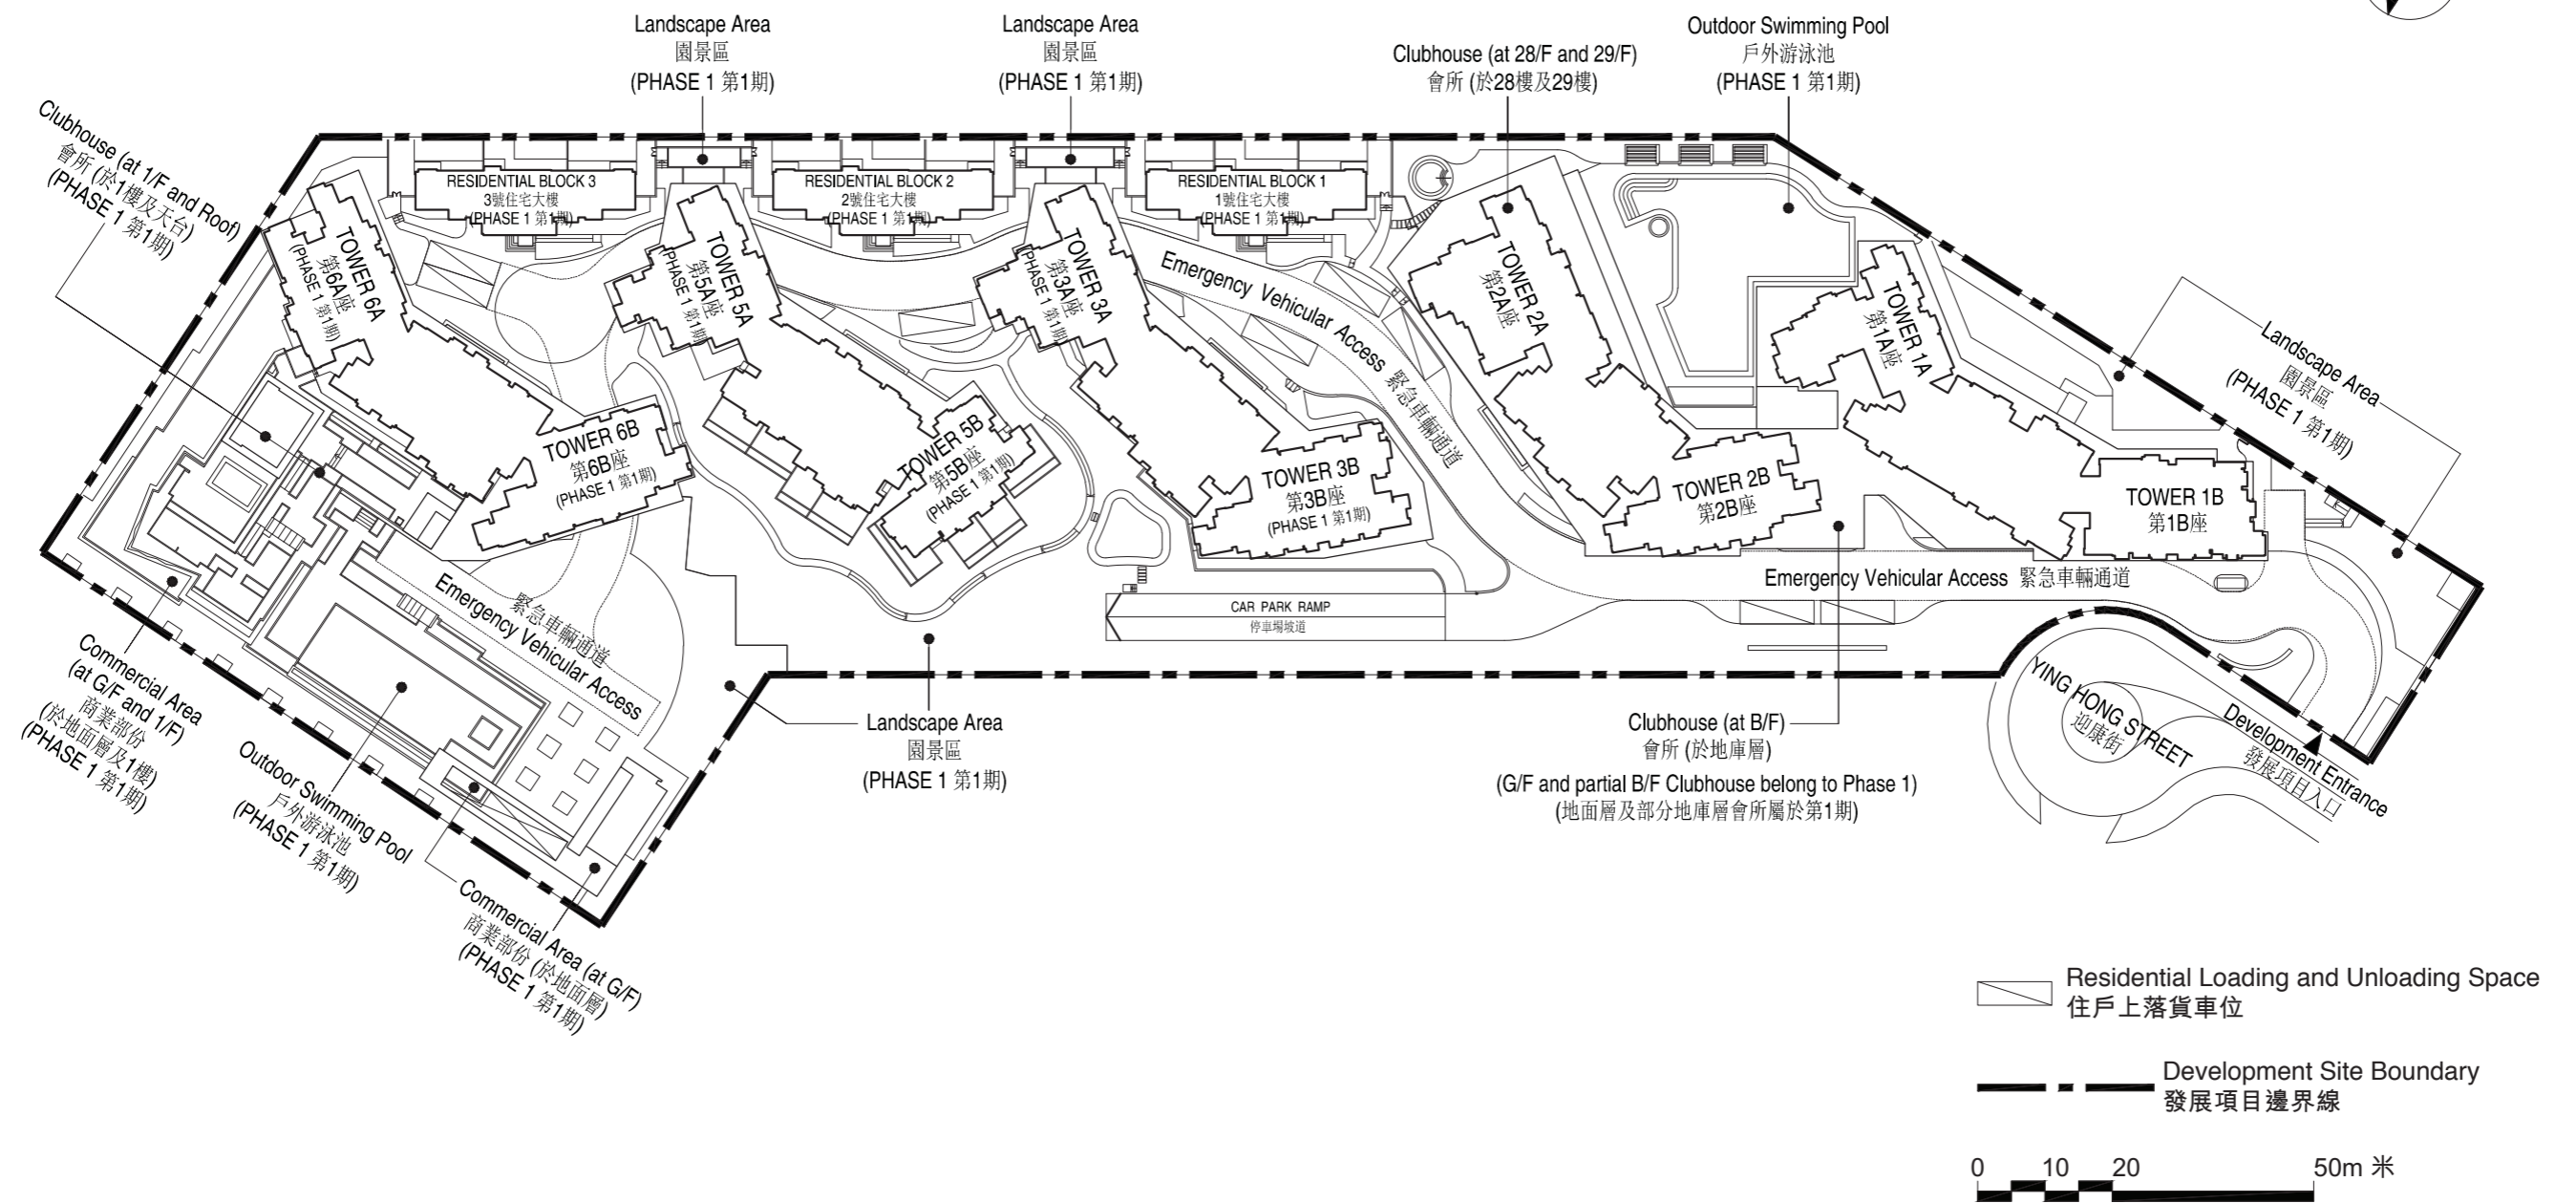 Landscape Area
園景區
(PHASE 1 第1期)
Landscape Area
園景區
(PHASE 1 第1期)
Clubhouse (at 28/F and 29/F)
會所 (於28樓及29樓)
Outdoor Swimming Pool
戶外游泳池
(PHASE 1 第1期)
Clubhouse (at 1/F and Roof)
會所 (於1樓及天台)
(PHASE 1 第1期)
RESIDENTIAL BLOCK 3
3號住宅大樓
(PHASE 1 第1期)
RESIDENTIAL BLOCK 2
2號住宅大樓
(PHASE 1 第1期)
RESIDENTIAL BLOCK 1
1號住宅大樓
(PHASE 1 第1期)
TOWER 6A
第6A座
(PHASE 1 第1期)
TOWER 5A
第5A座
(PHASE 1 第1期)
TOWER 3A
第3A座
(PHASE 1 第1期)
Emergency Vehicular Access 緊急車輛通道
TOWER 2A
第2A座
TOWER 1A
第1A座
Landscape Area
園景區
(PHASE 1 第1期)
TOWER 6B
第6B座
(PHASE 1 第1期)
TOWER 5B
第5B座
(PHASE 1 第1期)
TOWER 3B
第3B座
(PHASE 1 第1期)
TOWER 2B
第2B座
TOWER 1B
第1B座
緊急車輛通道
Emergency Vehicular Access
Emergency Vehicular Access 緊急車輛通道
CAR PARK RAMP
停車場坡道
Commercial Area
(at G/F and 1/F)
商業部份
(於地面層及1樓)
(PHASE 1 第1期)
Outdoor Swimming Pool
戶外游泳池
(PHASE 1 第1期)
Commercial Area (at G/F)
商業部份 (於地面層)
(PHASE 1 第1期)
Landscape Area
園景區
(PHASE 1 第1期)
Clubhouse (at B/F)
會所 (於地庫層)
(G/F and partial B/F Clubhouse belong to Phase 1)
(地面層及部分地庫層會所屬於第1期)
YING HONG STREET
迎康街
Development Entrance
發展項目入口
Residential Loading and Unloading Space
住戶上落貨車位
Development Site Boundary
發展項目邊界線
0 10 20 50m 米